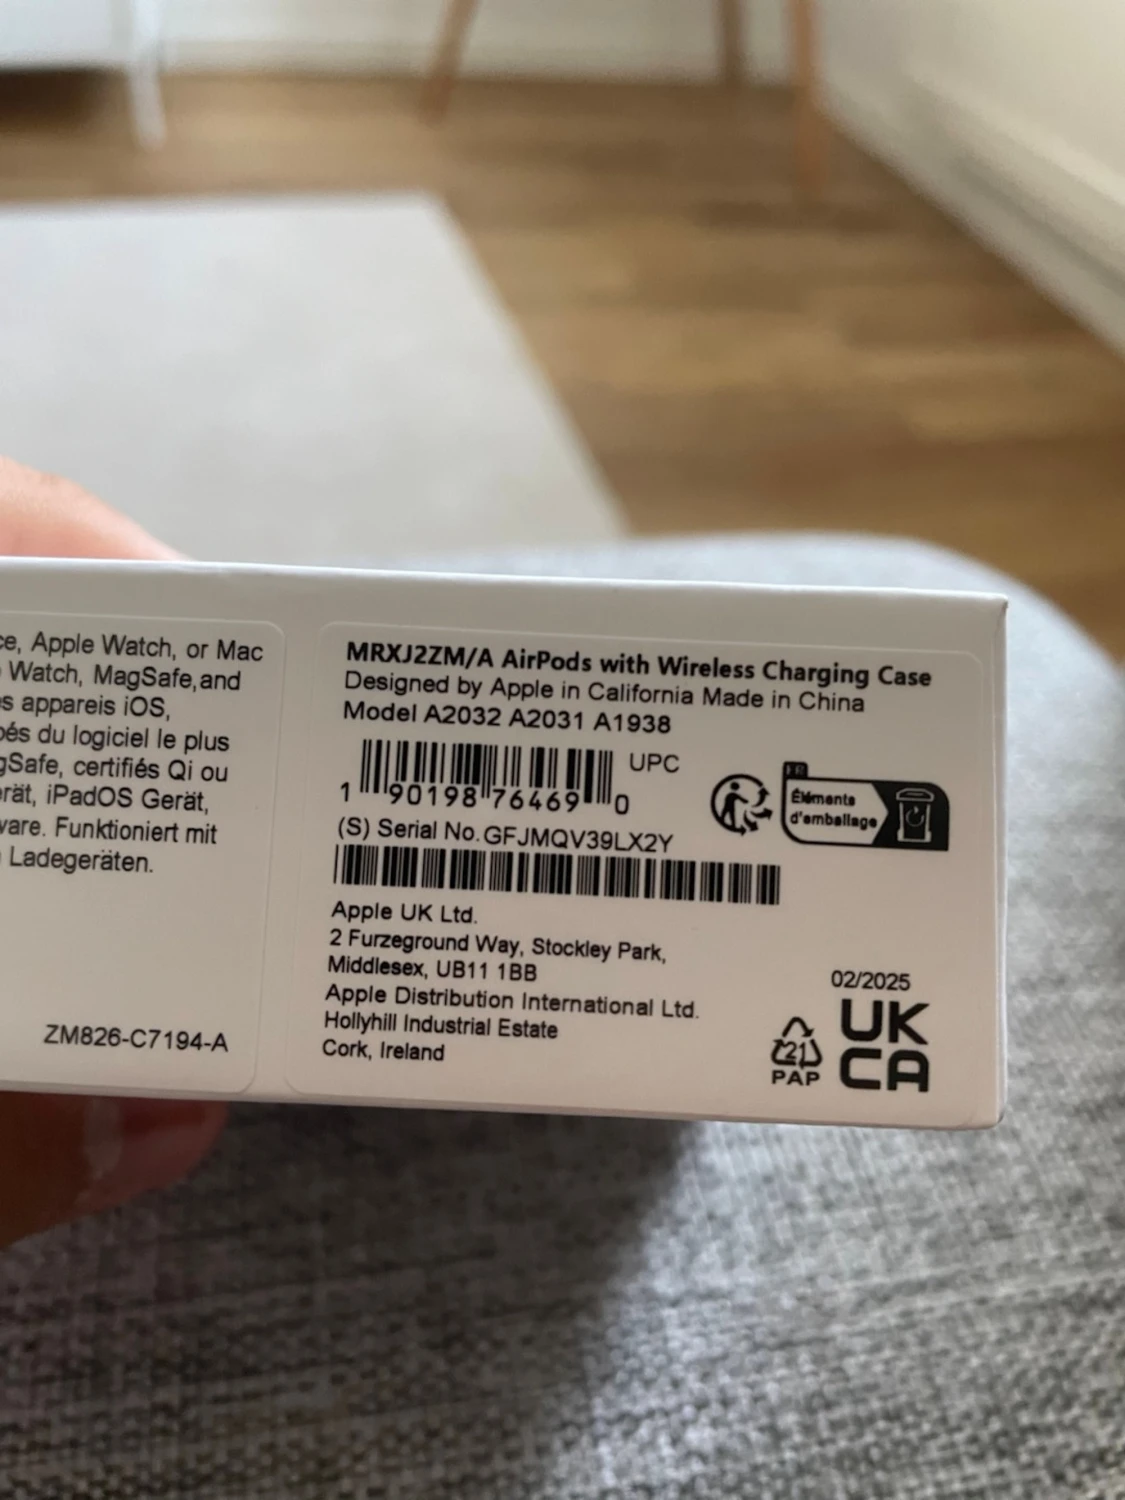 ce, Apple Watch, or Mac
Watch, MagSafe,and
s appareils iOS,
pés du logiciel le plus
gSafe, certifiés Qi ou
erät, iPadOS Gerät,
ware. Funktioniert mit
Ladegeräten.
ZM826-C7194-A
MRXJ2ZM/A AirPods with Wireless Charging Case
Designed by Apple in California Made in China
Model A2032 A2031 A1938
UPC
1 90198 76469 0
(S) Serial No.GFJMQV39LX2Y
FR
Éléments
d'emballage
Apple UK Ltd.
2 Furzeground Way, Stockley Park,
Middlesex, UB11 1BB
Apple Distribution International Ltd.
Hollyhill Industrial Estate
Cork, Ireland
21
PAP
02/2025
UK
CA